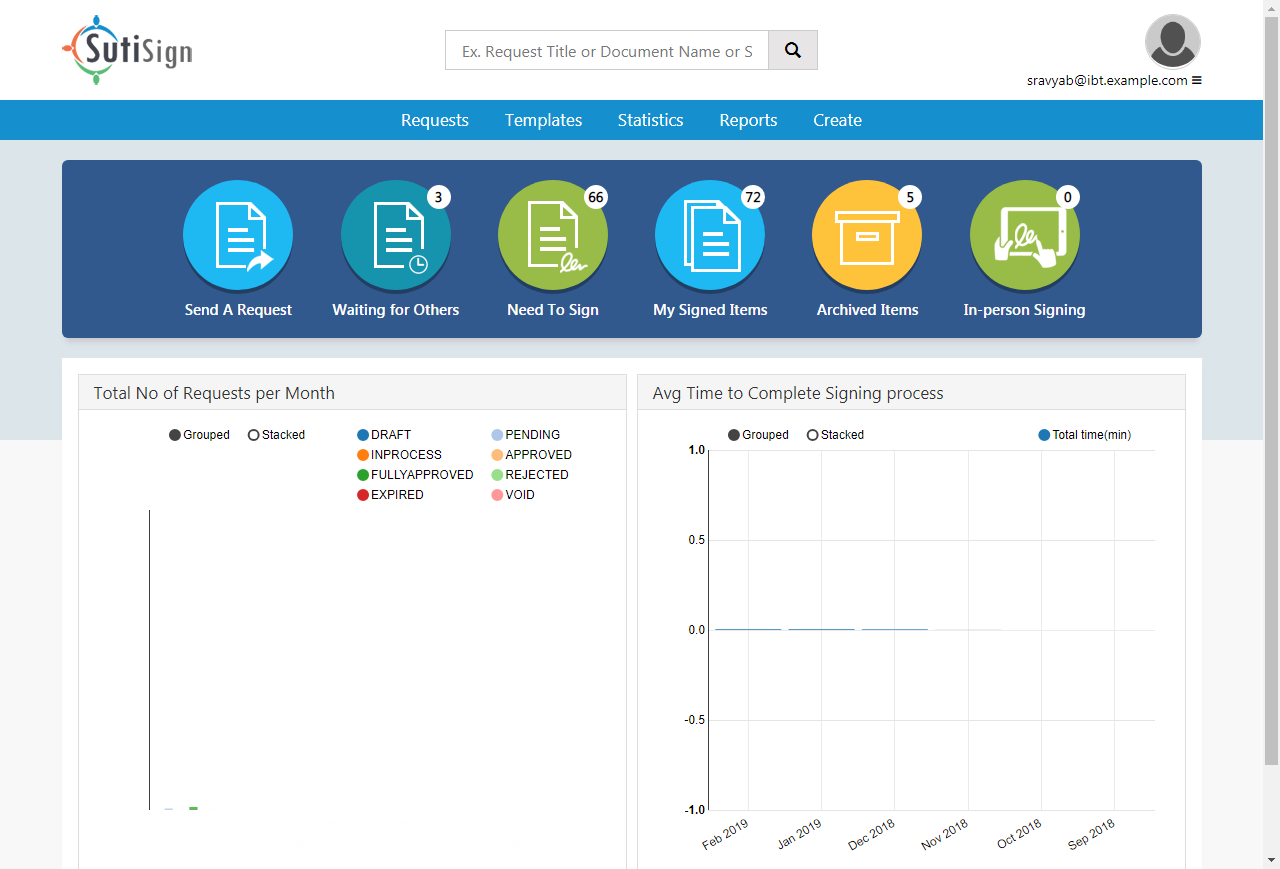 SutiSign
Ex. Request Title or Document Name or S
sravyab@ibt.example.com
Requests Templates Statistics Reports Create
3 66 72 5 0
Send A Request Waiting for Others Need To Sign My Signed Items Archived Items In-person Signing
Total No of Requests per Month
Grouped Stacked
DRAFT PENDING
INPROCESS APPROVED
FULLYAPPROVED REJECTED
EXPIRED VOID
Avg Time to Complete Signing process
Grouped Stacked Total time(min)
1.0
0.5
0.0
-0.5
-1.0
Feb 2019 Jan 2019 Dec 2018 Nov 2018 Oct 2018 Sep 2018